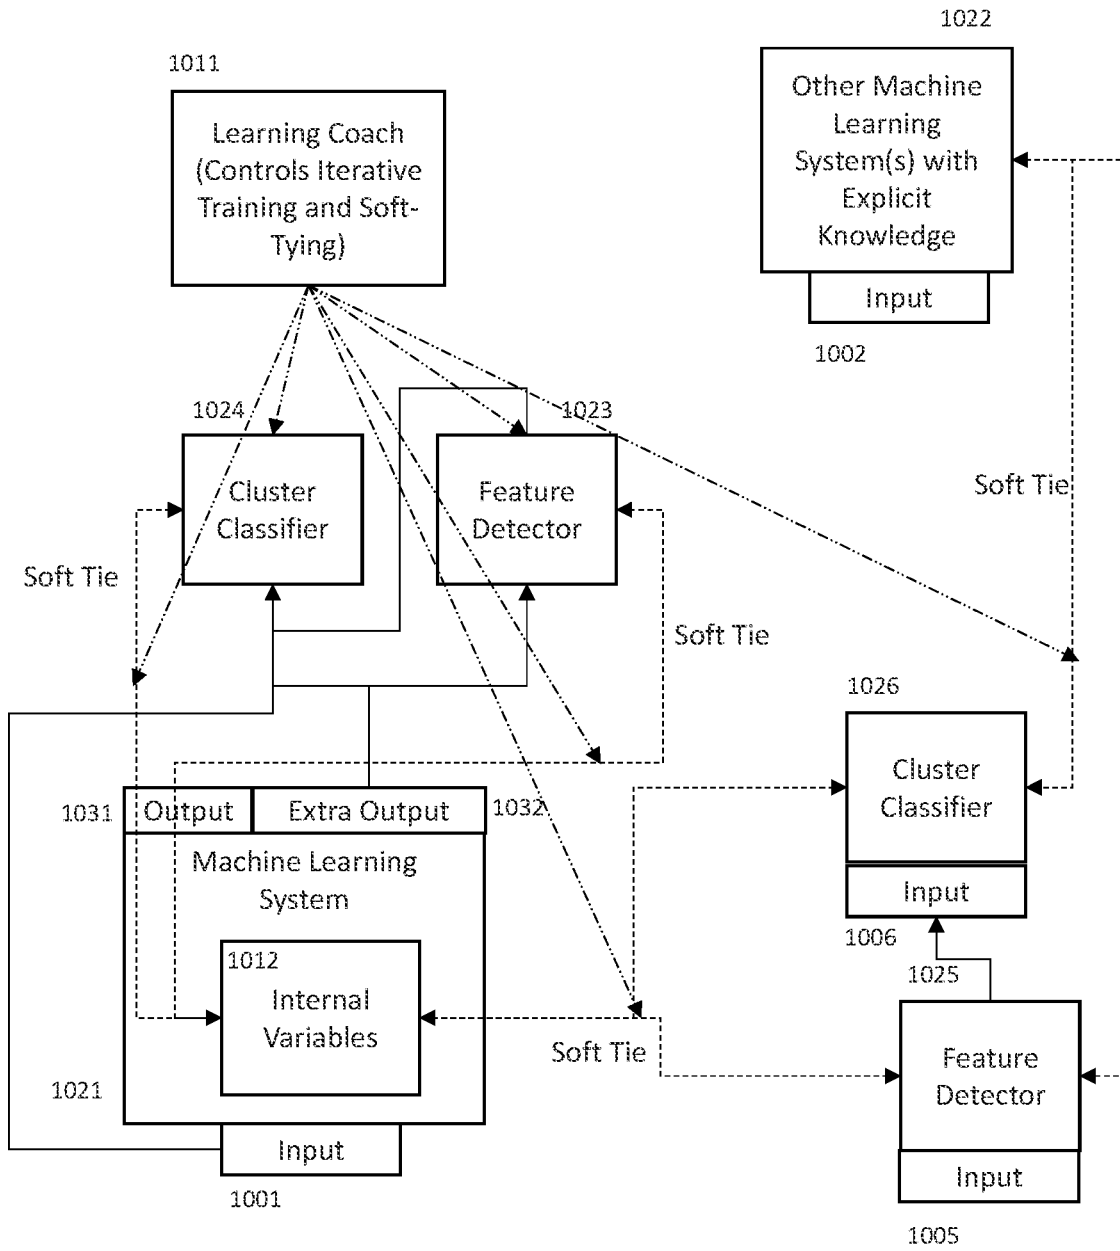 1022
1011
Other Machine
Learning
System(s) with
Explicit
Knowledge
Learning Coach
(Controls Iterative
Training and Soft-
Tying)
Input
1002
1024
1023
Cluster
Classifier
Feature
Detector
Soft Tie
Soft Tie
Soft Tie
1026
Cluster
Classifier
1031
Output
Extra Output
1032
Machine Learning
System
Input
1006
1012
Internal
Variables
1025
Soft Tie
Feature
Detector
1021
Input
1001
Input
1005